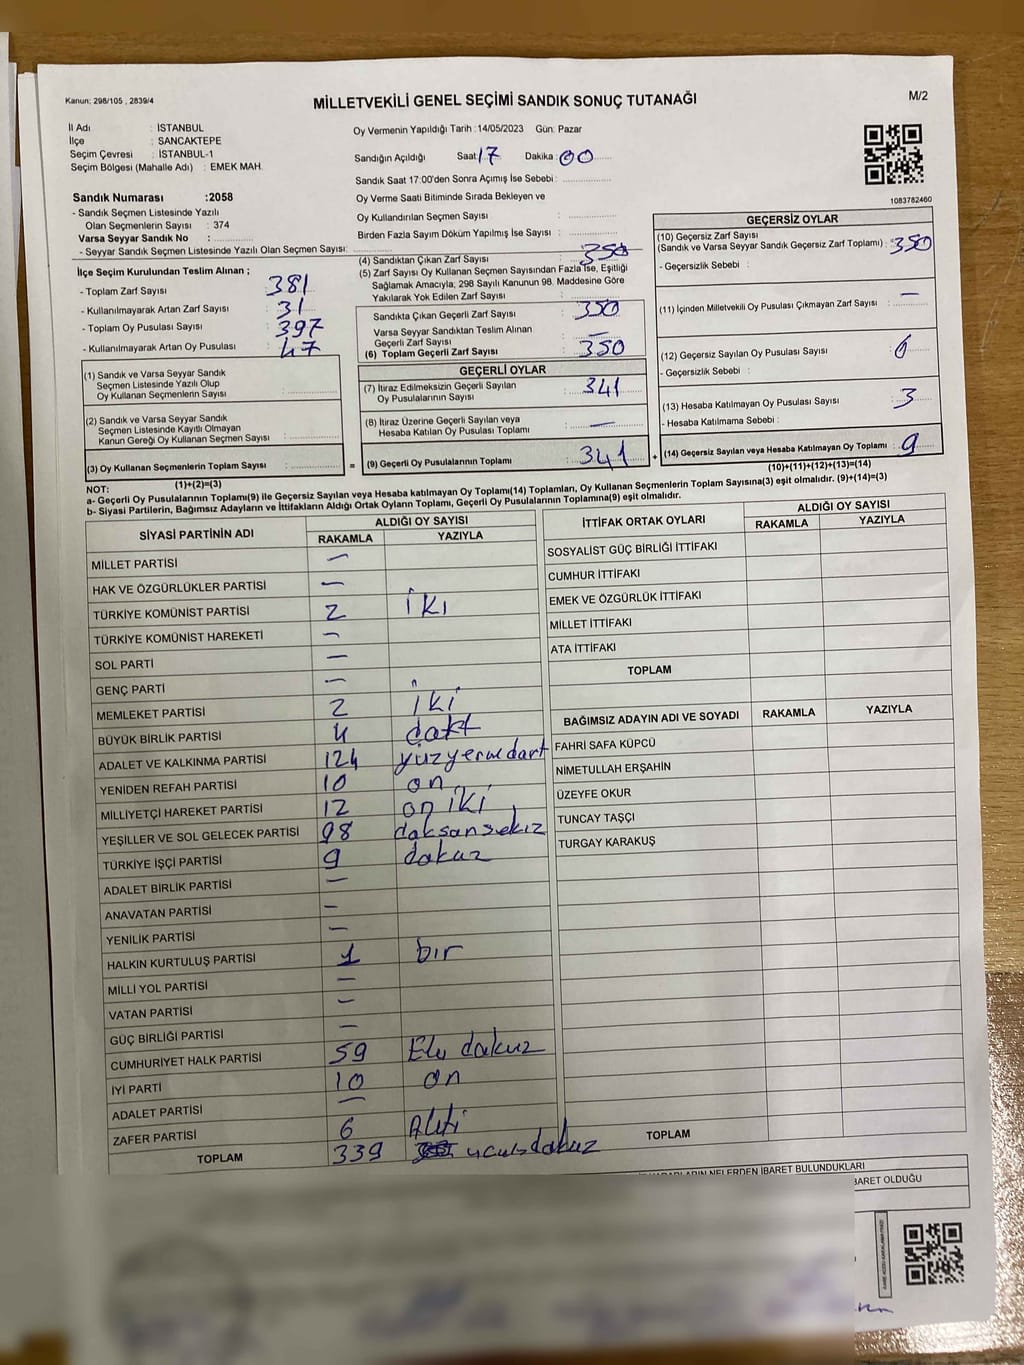 Kanun: 298/105 , 2839/4
MİLLETVEKİLİ GENEL SEÇİMİ SANDIK SONUÇ TUTANAĞI
M/2
İl Adı : İSTANBUL
İlçe : SANCAKTEPE
Seçim Çevresi : İSTANBUL-1
Seçim Bölgesi (Mahalle Adı) : EMEK MAH.
Oy Vermenin Yapıldığı Tarih :14/05/2023 Gün: Pazar
Sandığın Açıldığı Saat 17 Dakika : 00
Sandık Saat 17:00'den Sonra Açımış İse Sebebi :
Oy Verme Saati Bitiminde Sırada Bekleyen ve
Oy Kullandırılan Seçmen Sayısı :
Birden Fazla Sayım Döküm Yapılmış İse Sayısı :
1083782460
Sandık Numarası :2058
- Sandık Seçmen Listesinde Yazılı
Olan Seçmenlerin Sayısı : 374
Varsa Seyyar Sandık No :
- Seyyar Sandık Seçmen Listesinde Yazılı Olan Seçmen Sayısı:
İlçe Seçim Kurulundan Teslim Alınan ;
- Toplam Zarf Sayısı : 381
- Kullanılmayarak Artan Zarf Sayısı : 31
- Toplam Oy Pusulası Sayısı : 397
- Kullanılmayarak Artan Oy Pusulası : 47
(1) Sandık ve Varsa Seyyar Sandık
Seçmen Listesinde Yazılı Olup
Oy Kullanan Seçmenlerin Sayısı :
(2) Sandık ve Varsa Seyyar Sandık
Seçmen Listesinde Kayıtlı Olmayan
Kanun Gereği Oy Kullanan Seçmen Sayısı :
(3) Oy Kullanan Seçmenlerin Toplam Sayısı :
(1)+(2)=(3)
(4) Sandıktan Çıkan Zarf Sayısı : 350
(5) Zarf Sayısı Oy Kullanan Seçmen Sayısından Fazla İse, Eşitliği
Sağlamak Amacıyla, 298 Sayılı Kanunun 98. Maddesine Göre
Yakılarak Yok Edilen Zarf Sayısı :
Sandıkta Çıkan Geçerli Zarf Sayısı : 350
Varsa Seyyar Sandıktan Teslim Alınan
Geçerli Zarf Sayısı : —
(6) Toplam Geçerli Zarf Sayısı : 350
GEÇERLİ OYLAR
(7) İtiraz Edilmeksizin Geçerli Sayılan
Oy Pusulalarının Sayısı : 341
(8) İtiraz Üzerine Geçerli Sayılan veya
Hesaba Katılan Oy Pusulası Toplamı : —
= (9) Geçerli Oy Pusulalarının Toplamı : 341 +
GEÇERSİZ OYLAR
(10) Geçersiz Zarf Sayısı
(Sandık ve Varsa Seyyar Sandık Geçersiz Zarf Toplamı) : 350
- Geçersizlik Sebebi :
(11) İçinden Milletvekili Oy Pusulası Çıkmayan Zarf Sayısı : —
(12) Geçersiz Sayılan Oy Pusulası Sayısı : 6
- Geçersizlik Sebebi :
(13) Hesaba Katılmayan Oy Pusulası Sayısı : 3
- Hesaba Katılmama Sebebi :
(14) Geçersiz Sayılan veya Hesaba Katılmayan Oy Toplamı : 9
(10)+(11)+(12)+(13)=(14)
NOT:
a- Geçerli Oy Pusulalarının Toplamı(9) ile Geçersiz Sayılan veya Hesaba katılmayan Oy Toplamı(14) Toplamları, Oy Kullanan Seçmenlerin Toplam Sayısına(3) eşit olmalıdır. (9)+(14)=(3)
b- Siyasi Partilerin, Bağımsız Adayların ve İttifakların Aldığı Ortak Oyların Toplamı, Geçerli Oy Pusulalarının Toplamına(9) eşit olmalıdır.
SİYASİ PARTİNİN ADI ALDIĞI OY SAYISI
RAKAMLA YAZIYLA
MİLLET PARTİSİ —
HAK VE ÖZGÜRLÜKLER PARTİSİ —
TÜRKİYE KOMÜNİST PARTİSİ 2 iki
TÜRKİYE KOMÜNİST HAREKETİ —
SOL PARTİ —
GENÇ PARTİ —
MEMLEKET PARTİSİ 2 iki
BÜYÜK BİRLİK PARTİSİ 4
ADALET VE KALKINMA PARTİSİ 124
YENİDEN REFAH PARTİSİ 10 on
MİLLİYETÇİ HAREKET PARTİSİ 12 on iki
YEŞİLLER VE SOL GELECEK PARTİSİ 98 daksansekiz
TÜRKİYE İŞÇİ PARTİSİ 9 dakuz
ADALET BİRLİK PARTİSİ —
ANAVATAN PARTİSİ —
YENİLİK PARTİSİ —
HALKIN KURTULUŞ PARTİSİ 1 bır
MİLLİ YOL PARTİSİ —
VATAN PARTİSİ —
GÜÇ BİRLİĞİ PARTİSİ —
CUMHURİYET HALK PARTİSİ 59 Elu dakuz
İYİ PARTİ 10 on
ADALET PARTİSİ —
ZAFER PARTİSİ 6
TOPLAM 339
İTTİFAK ORTAK OYLARI ALDIĞI OY SAYISI
RAKAMLA YAZIYLA
SOSYALİST GÜÇ BİRLİĞİ İTTİFAKI
CUMHUR İTTİFAKI
EMEK VE ÖZGÜRLÜK İTTİFAKI
MİLLET İTTİFAKI
ATA İTTİFAKI
TOPLAM
BAĞIMSIZ ADAYIN ADI VE SOYADI RAKAMLA YAZIYLA
FAHRİ SAFA KÜPCÜ
NİMETULLAH ERŞAHİN
ÜZEYFE OKUR
TUNCAY TAŞÇI
TURGAY KARAKUŞ
TOPLAM
NELERDEN İBARET BULUNDUKLARI
BARET OLDUĞU